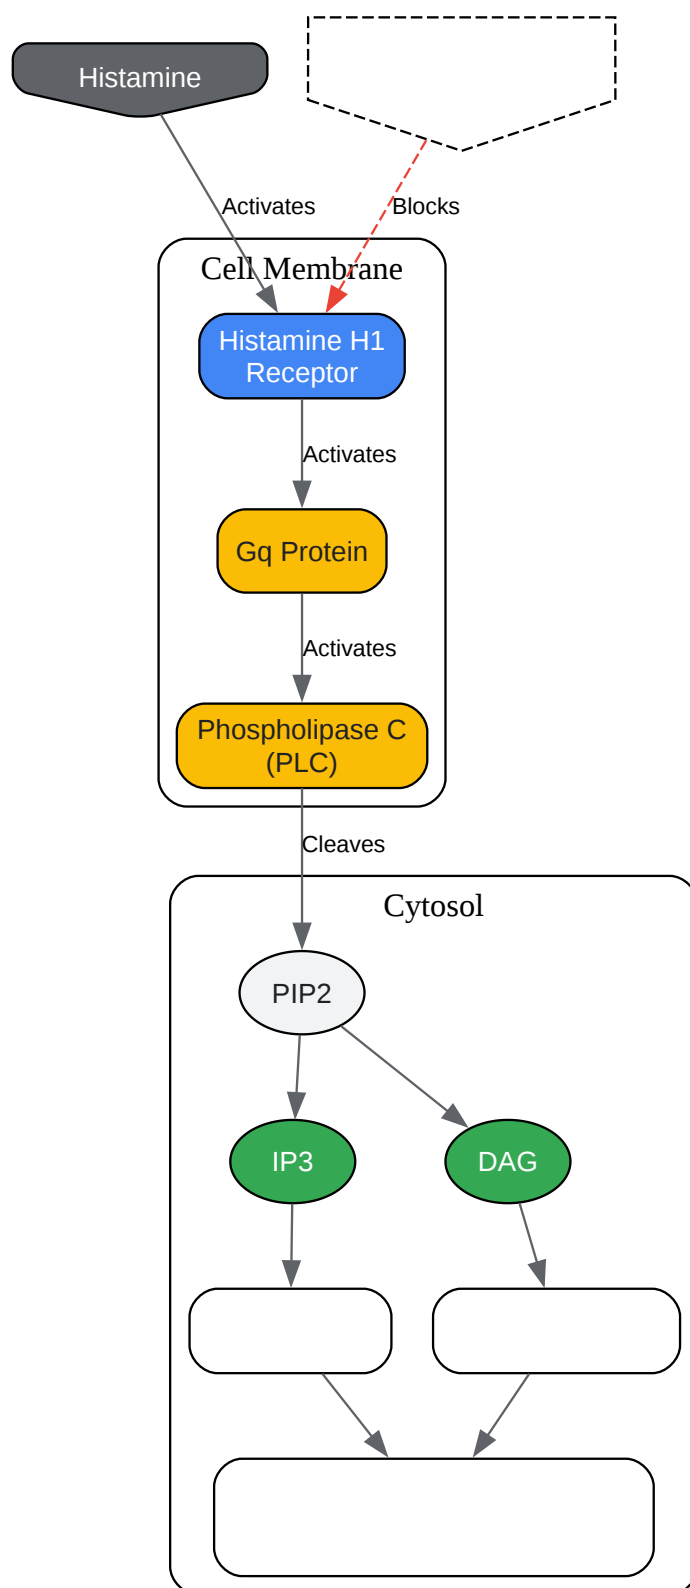 Histamine
Activates
Blocks
Cell Membrane
Histamine H1
Receptor
Activates
Gq Protein
Activates
Phospholipase C
(PLC)
Cleaves
Cytosol
PIP2
IP3
DAG